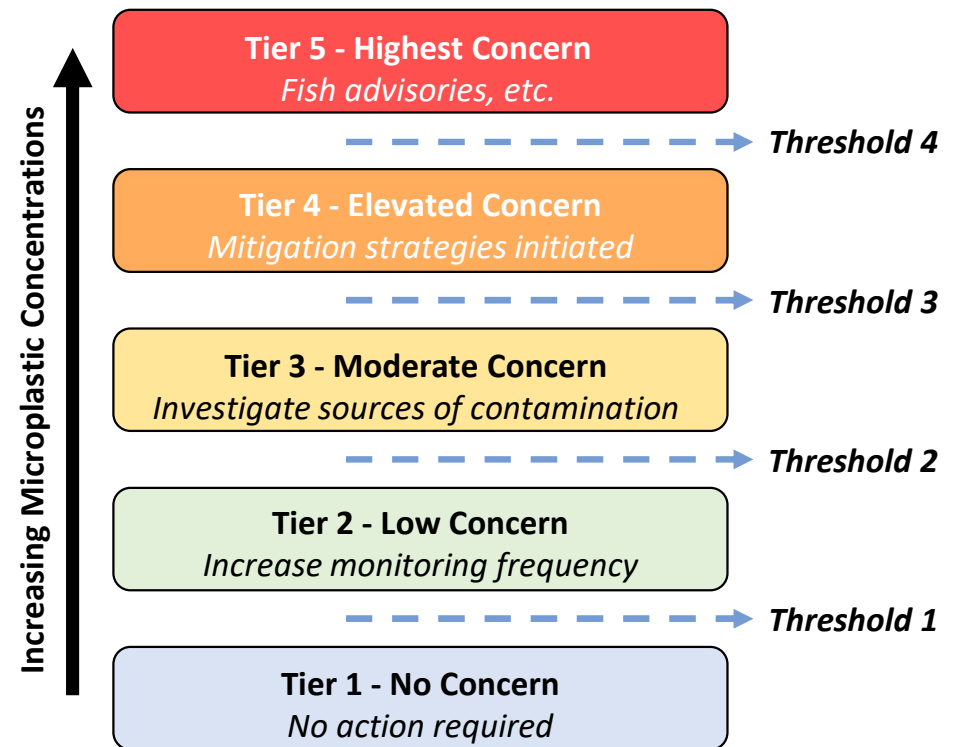 Increasing Microplastic Concentrations
Tier 5 - Highest Concern
Fish advisories, etc.
Threshold 4
Tier 4 - Elevated Concern
Mitigation strategies initiated
Threshold 3
Tier 3 - Moderate Concern
Investigate sources of contamination
Threshold 2
Tier 2 - Low Concern
Increase monitoring frequency
Threshold 1
Tier 1 - No Concern
No action required